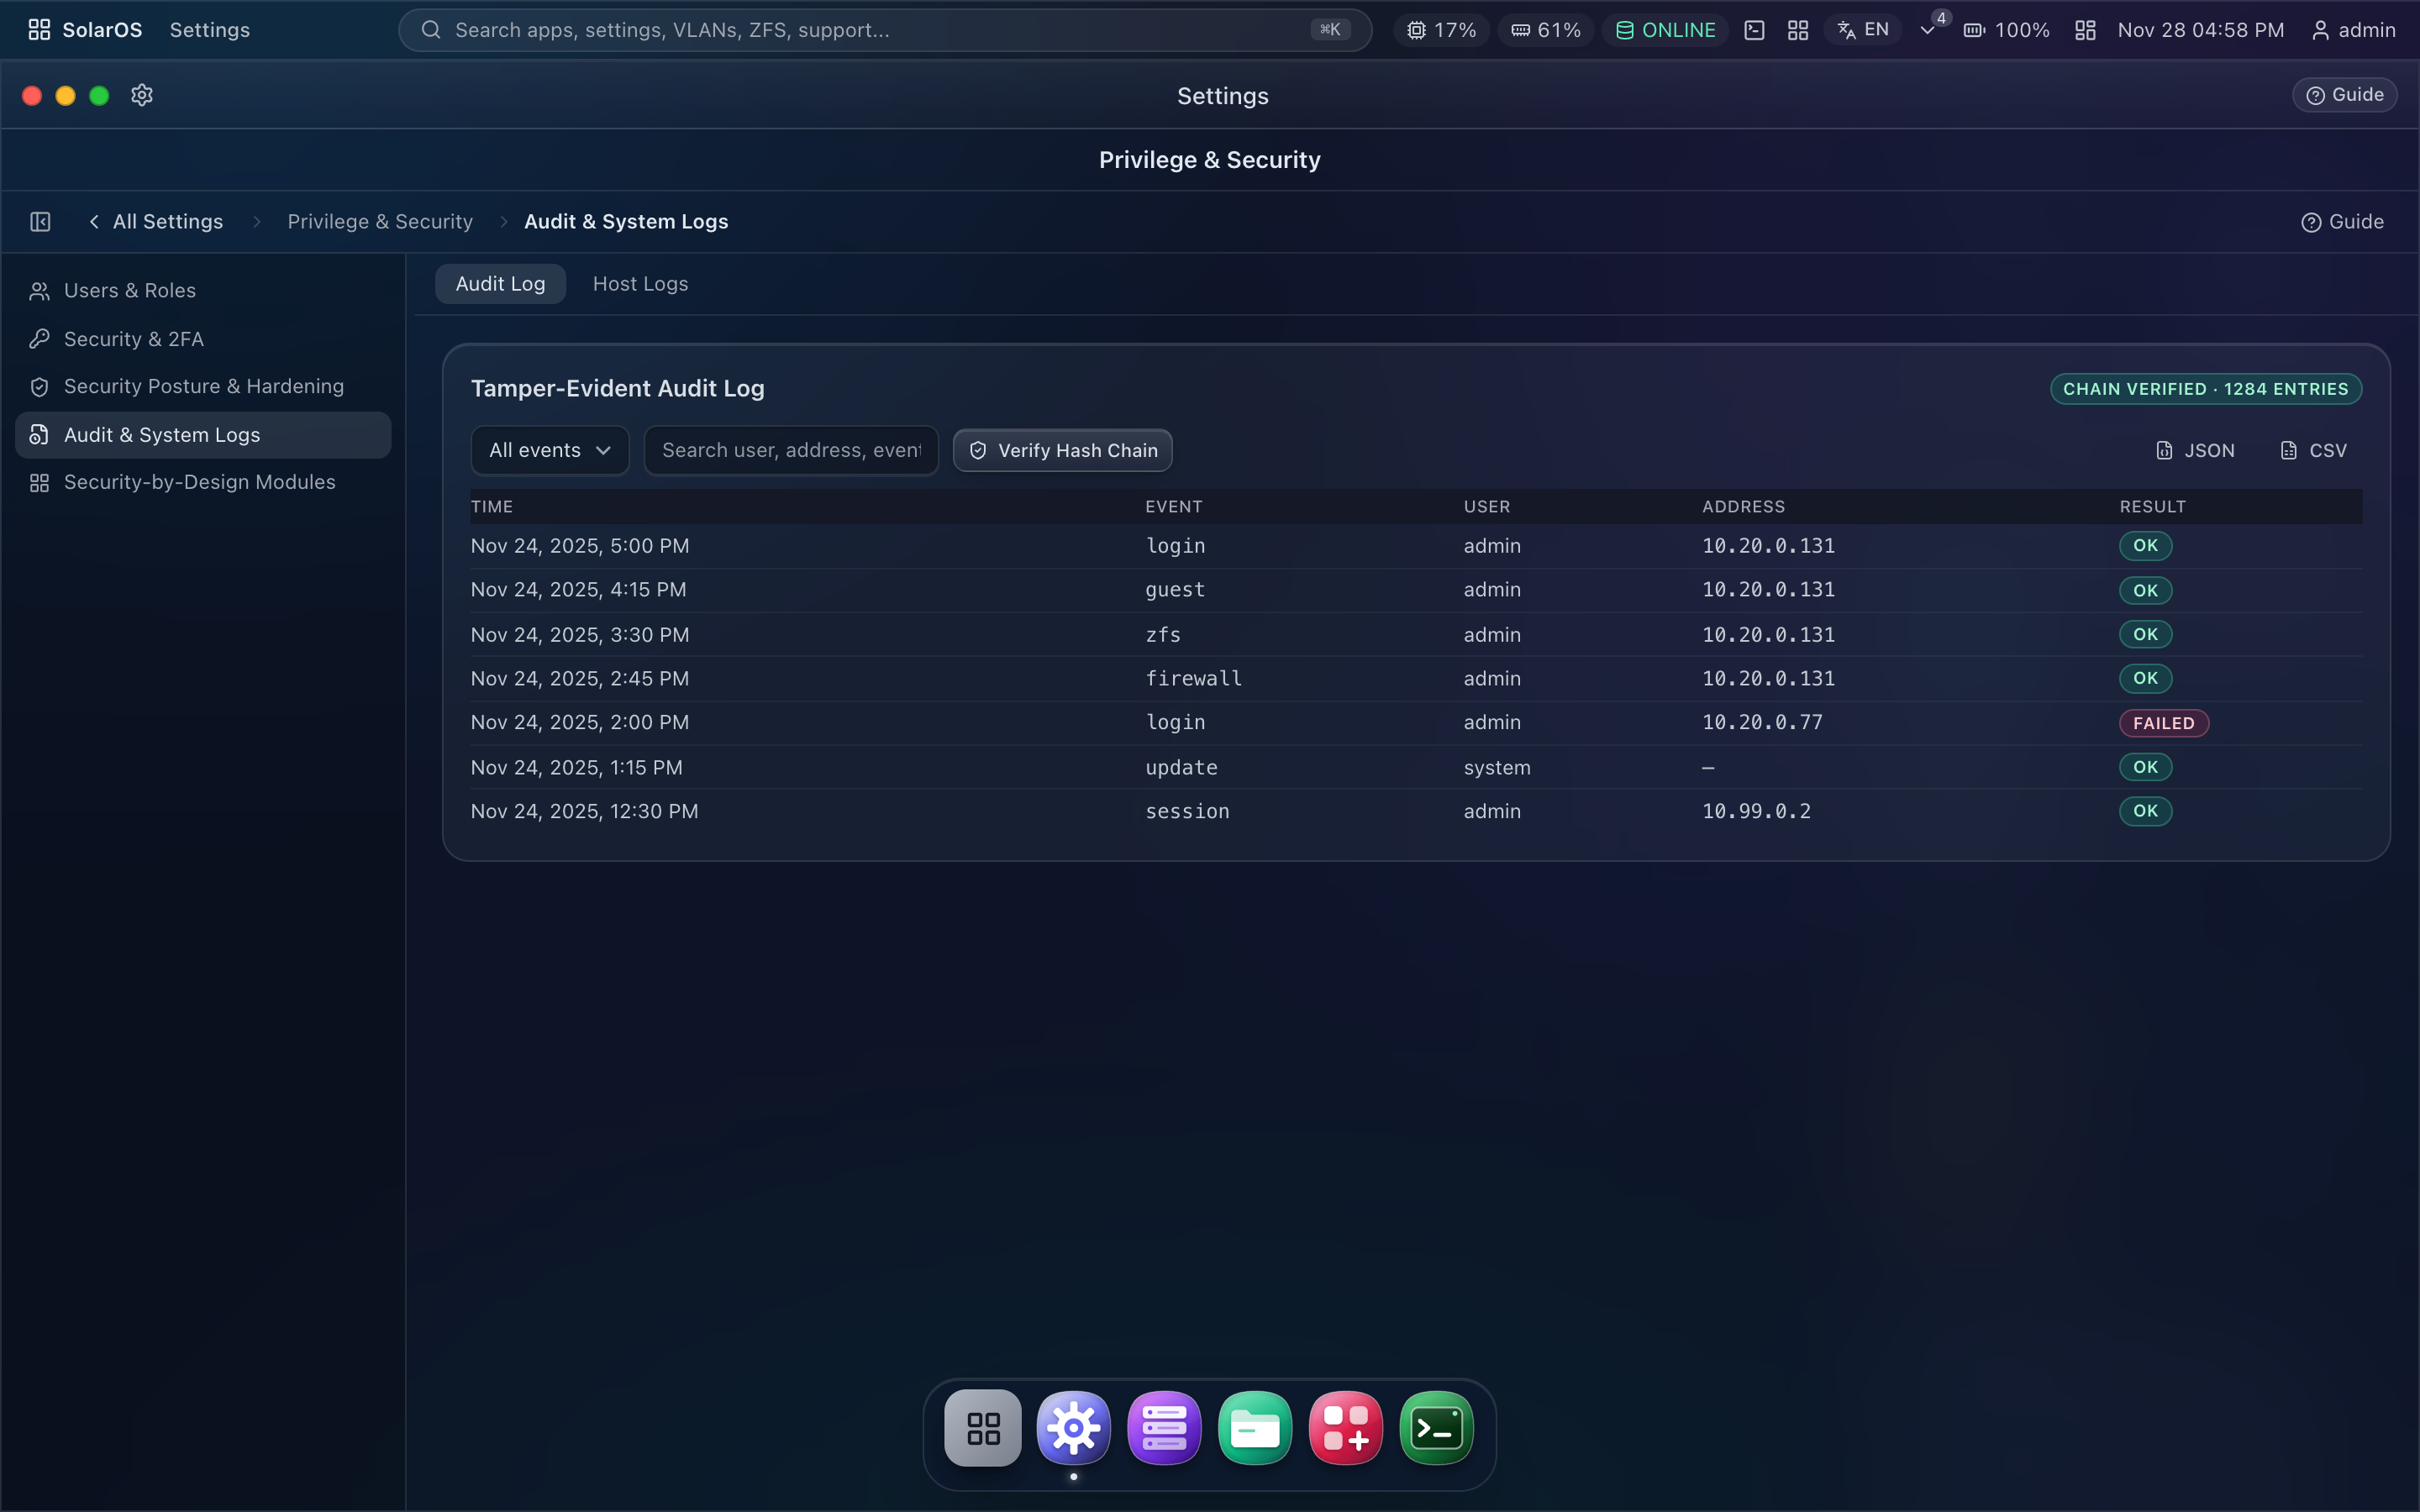 SolarOS Settings Search apps, settings, VLANs, ZFS, support... ⌘K 17% 61% ONLINE EN 4 100% Nov 28 04:58 PM admin
Settings Guide
Privilege & Security
All Settings Privilege & Security Audit & System Logs Guide
Users & Roles
Security & 2FA
Security Posture & Hardening
Audit & System Logs
Security-by-Design Modules
Audit Log Host Logs
Tamper-Evident Audit Log CHAIN VERIFIED · 1284 ENTRIES
All events Search user, address, event Verify Hash Chain JSON CSV
TIME EVENT USER ADDRESS RESULT
Nov 24, 2025, 5:00 PM login admin 10.20.0.131 OK
Nov 24, 2025, 4:15 PM guest admin 10.20.0.131 OK
Nov 24, 2025, 3:30 PM zfs admin 10.20.0.131 OK
Nov 24, 2025, 2:45 PM firewall admin 10.20.0.131 OK
Nov 24, 2025, 2:00 PM login admin 10.20.0.77 FAILED
Nov 24, 2025, 1:15 PM update system — OK
Nov 24, 2025, 12:30 PM session admin 10.99.0.2 OK